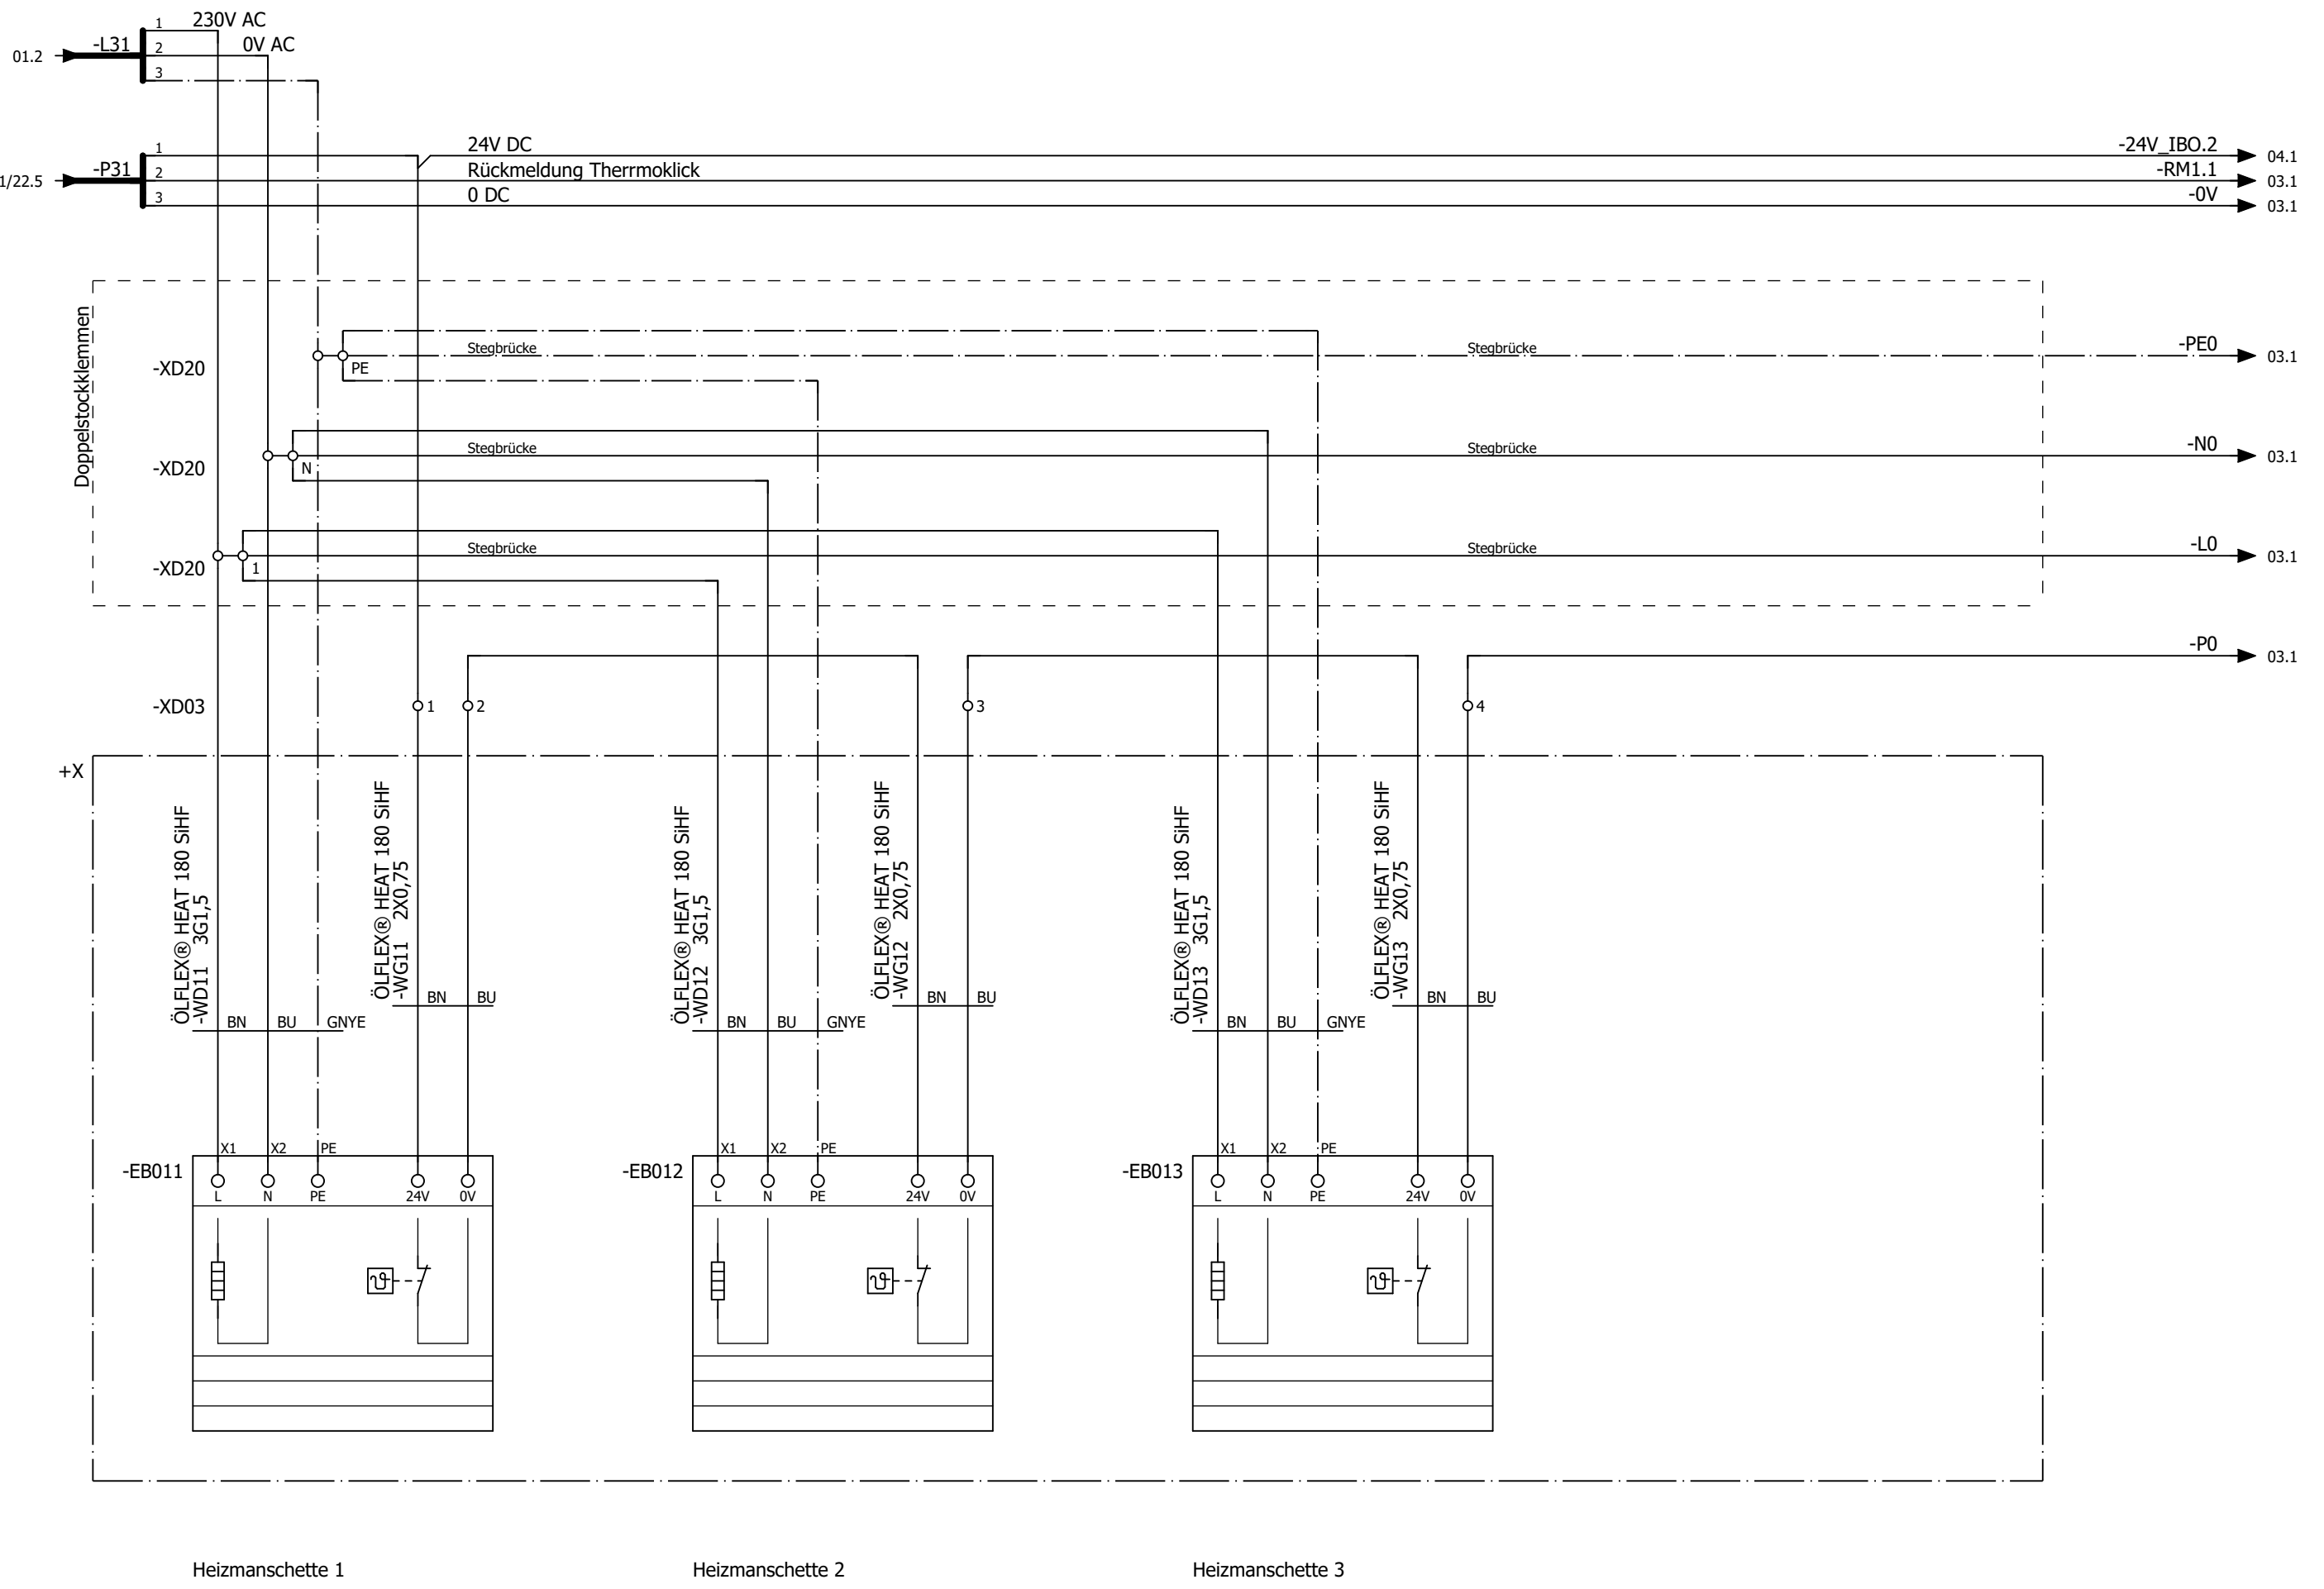 230V AC
0V AC
-L31
1
2
3
01.2
24V DC
-24V_IBO.2
04.1
-P31
1
2
3
1/22.5
Rückmeldung Therrmoklick
-RM1.1
03.1
0 DC
-0V
03.1
Doppelstockklemmen
Stegbrücke
Stegbrücke
-PE0
03.1
-XD20
PE
Stegbrücke
Stegbrücke
-N0
03.1
-XD20
N
Stegbrücke
Stegbrücke
-L0
03.1
-XD20
1
-P0
03.1
-XD03
1
2
3
4
+X
ÖLFLEX® HEAT 180 SiHF
-WD11 3G1,5
BN BU GNYE
ÖLFLEX® HEAT 180 SiHF
-WG11 2X0,75
BN BU
ÖLFLEX® HEAT 180 SiHF
-WD12 3G1,5
BN BU GNYE
ÖLFLEX® HEAT 180 SiHF
-WG12 2X0,75
BN BU
ÖLFLEX® HEAT 180 SiHF
-WD13 3G1,5
BN BU GNYE
ÖLFLEX® HEAT 180 SiHF
-WG13 2X0,75
BN BU
X1 X2 PE
-EB011
L N PE 24V 0V
X1 X2 PE
-EB012
L N PE 24V 0V
X1 X2 PE
-EB013
L N PE 24V 0V
ϑ
ϑ
ϑ
Heizmanschette 1
Heizmanschette 2
Heizmanschette 3